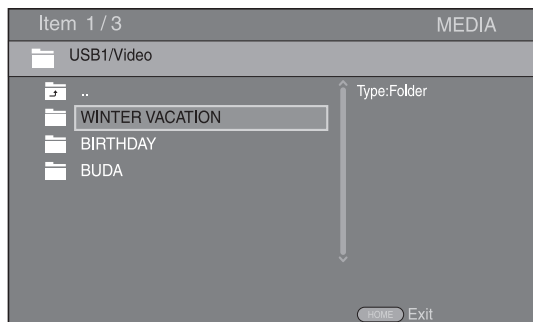 Item 1/3 MEDIA
USB1/Video
..
Type:Folder
WINTER VACATION
BIRTHDAY
BUDA
HOME Exit